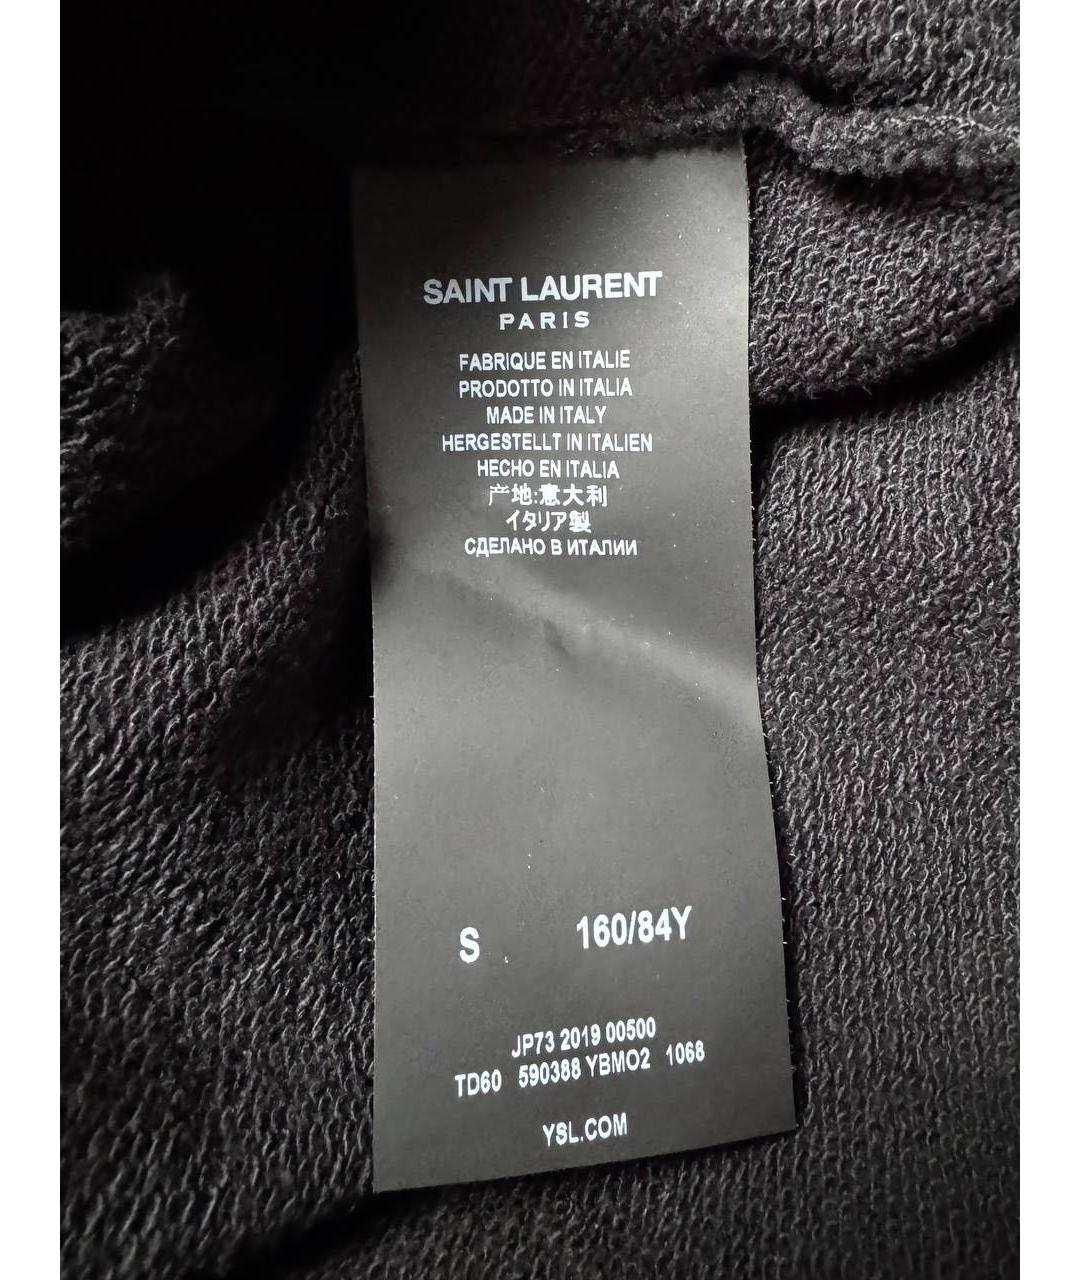 SAINT LAURENT
PARIS
FABRIQUE EN ITALIE
PRODOTTO IN ITALIA
MADE IN ITALY
HERGESTELLT IN ITALIEN
HECHO EN ITALIA
产地:意大利
イタリア製
СДЕЛАНО В ИТАЛИИ
S 160/84Y
JP73 2019 00500
TD60 590388 YBMO2 1068
YSL.COM